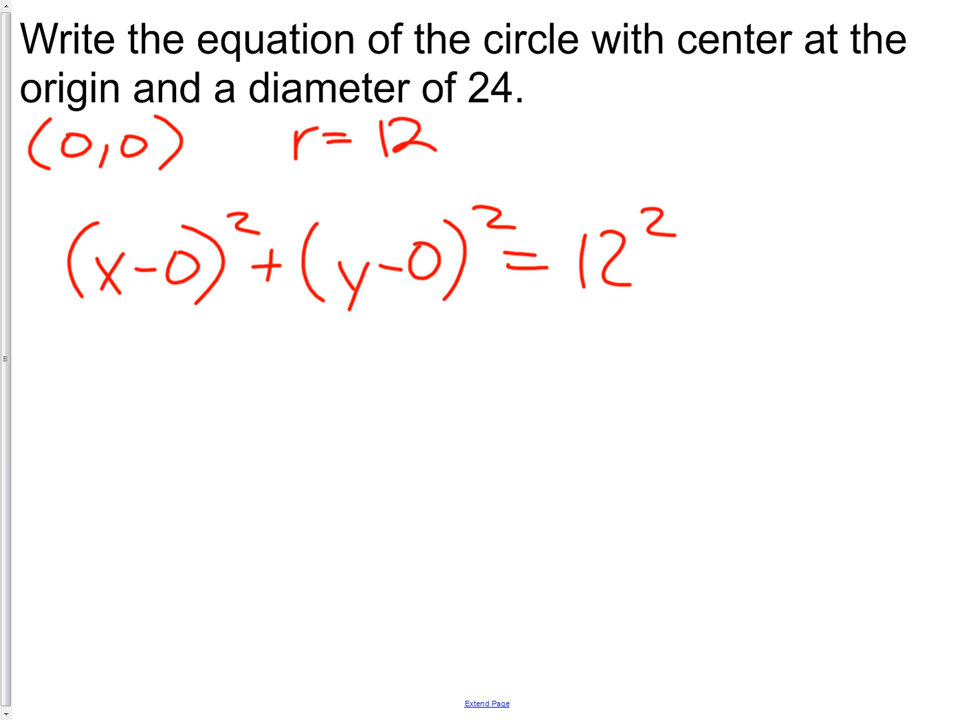 Write the equation of the circle with center at the
origin and a diameter of 24.
(0,0) r = 12
(x-0)² + (y-0)² = 12²
Extend Page